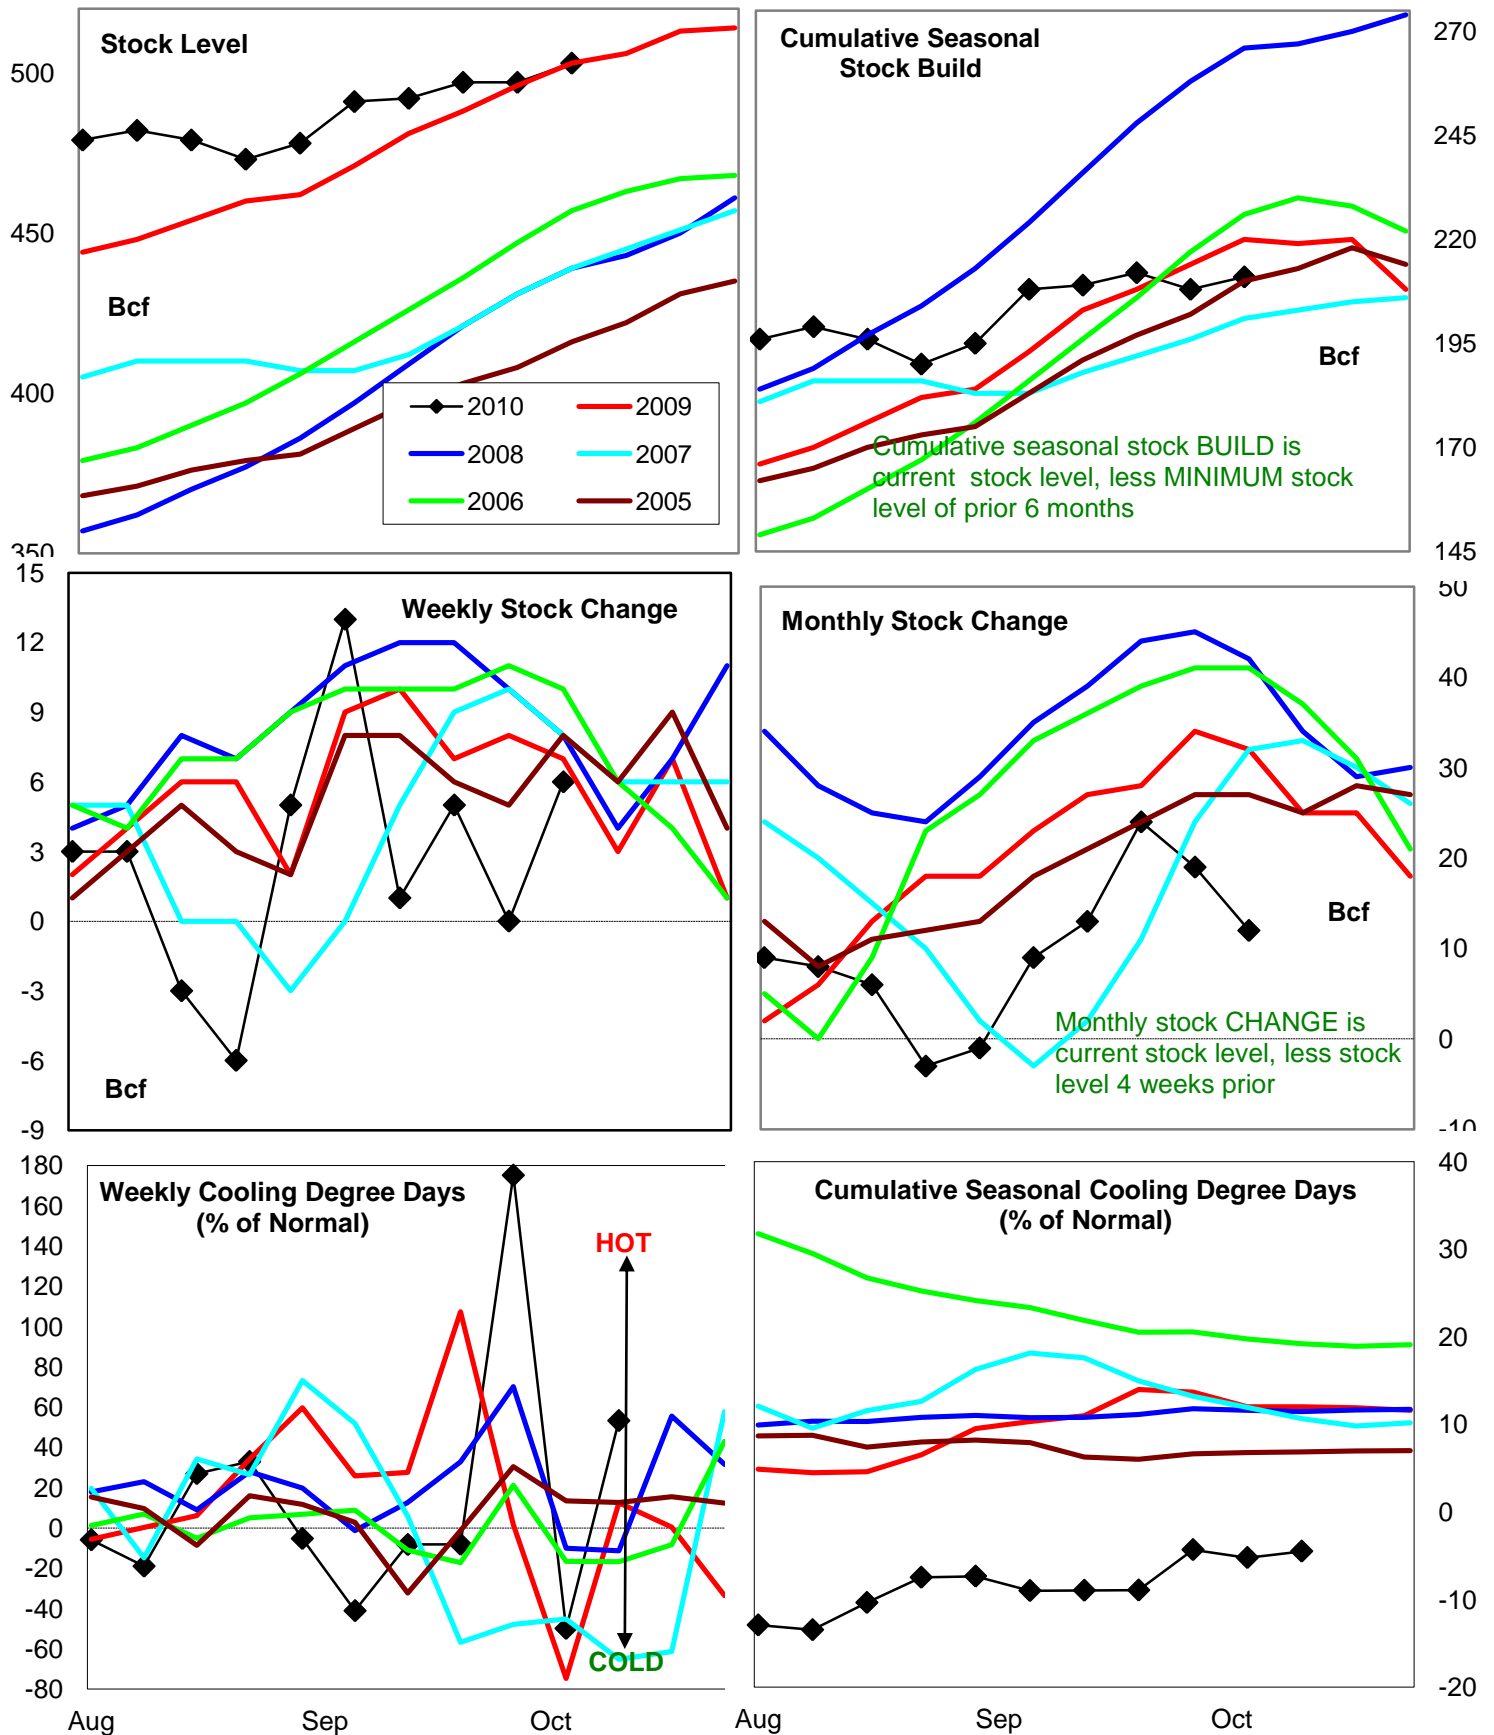 Stock Level
500
450
400
350
Bcf
2010
2009
2008
2007
2006
2005
Cumulative Seasonal
Stock Build
270
245
220
195
170
145
Bcf
Cumulative seasonal stock BUILD is
current stock level, less MINIMUM stock
level of prior 6 months
Weekly Stock Change
15
12
9
6
3
0
-3
-6
-9
Bcf
Monthly Stock Change
50
40
30
20
10
0
-10
Bcf
Monthly stock CHANGE is
current stock level, less stock
level 4 weeks prior
Weekly Cooling Degree Days
(% of Normal)
180
160
140
120
100
80
60
40
20
0
-20
-40
-60
-80
HOT
COLD
Aug
Sep
Oct
Cumulative Seasonal Cooling Degree Days
(% of Normal)
40
30
20
10
0
-10
-20
Aug
Sep
Oct